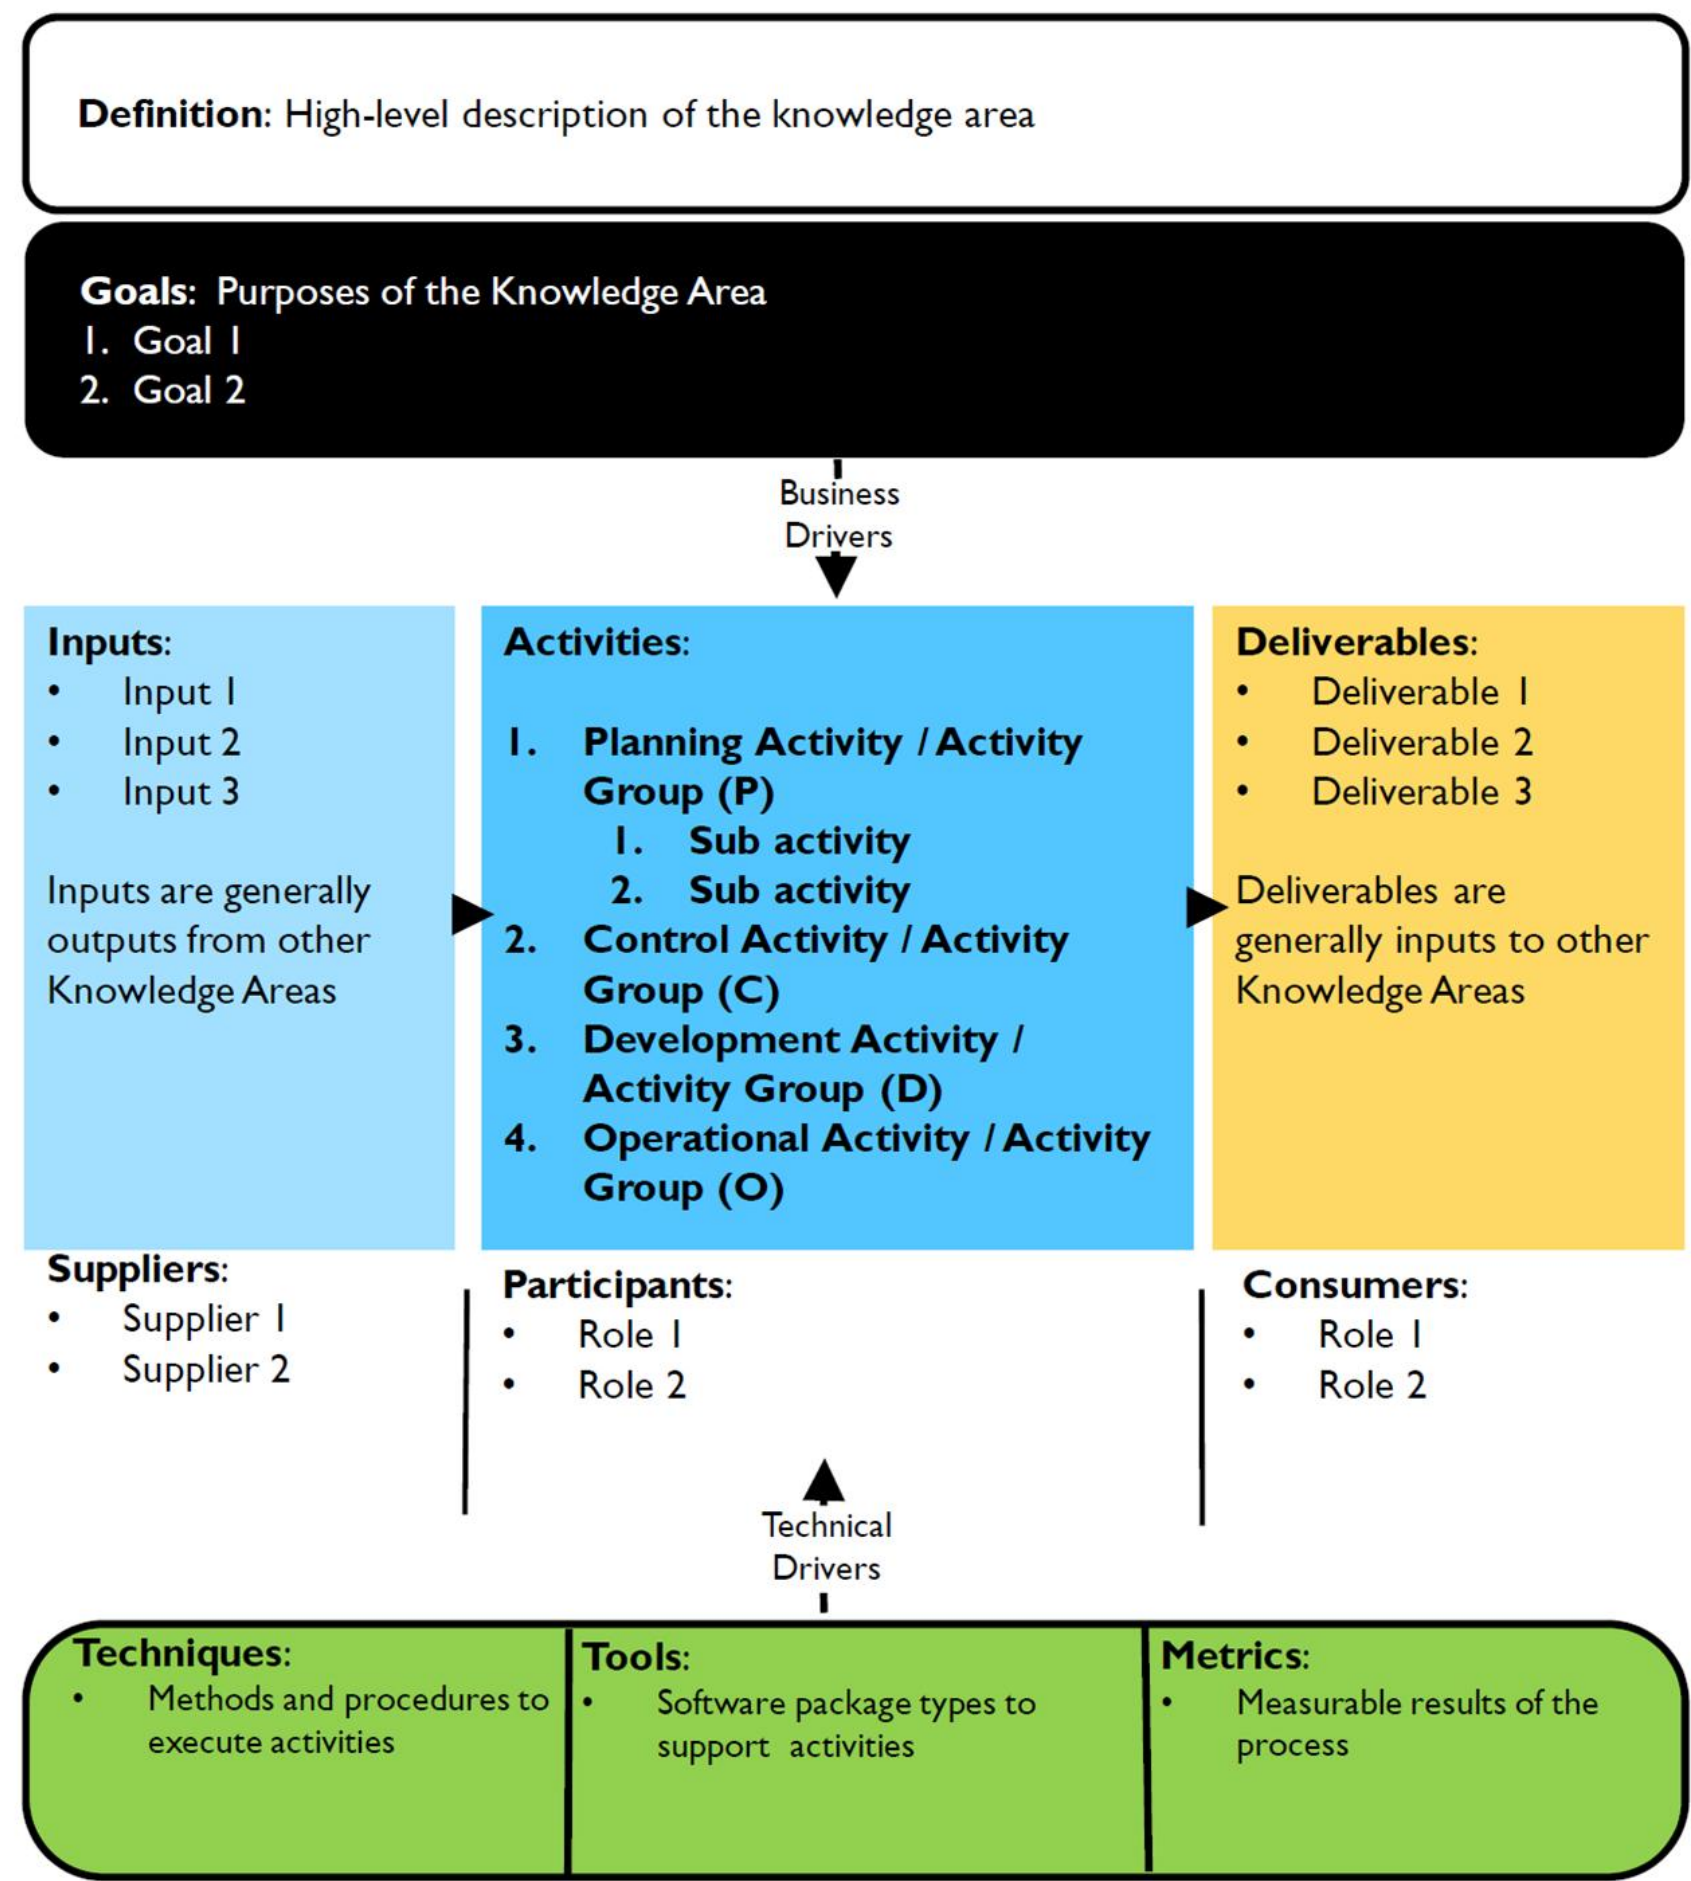 Definition: High-level description of the knowledge area
Goals: Purposes of the Knowledge Area
1. Goal 1
2. Goal 2
Business
Drivers
Inputs:
• Input 1
• Input 2
• Input 3
Inputs are generally
outputs from other
Knowledge Areas
Activities:
1. Planning Activity / Activity
Group (P)
1. Sub activity
2. Sub activity
2. Control Activity / Activity
Group (C)
3. Development Activity /
Activity Group (D)
4. Operational Activity / Activity
Group (O)
Deliverables:
• Deliverable 1
• Deliverable 2
• Deliverable 3
Deliverables are
generally inputs to other
Knowledge Areas
Suppliers:
• Supplier 1
• Supplier 2
Participants:
• Role 1
• Role 2
Consumers:
• Role 1
• Role 2
Technical
Drivers
Techniques:
• Methods and procedures to
execute activities
Tools:
• Software package types to
support activities
Metrics:
• Measurable results of the
process